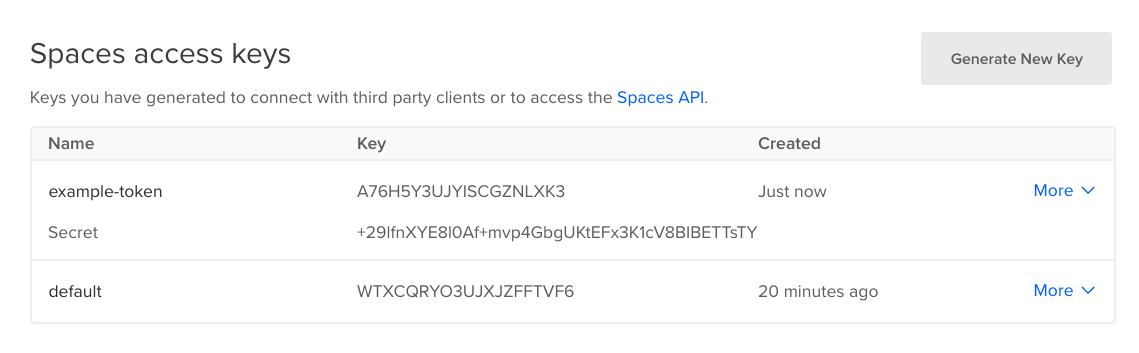 Spaces access keys
Generate New Key
Keys you have generated to connect with third party clients or to access the Spaces API.
Name Key Created
example-token A76H5Y3UJYISCGZNLXK3 Just now More
Secret +29lfnXYE8l0Af+mvp4GbgUKtEFx3K1cV8BIBETTsTY
default WTXCQRYO3UJXJZFFTVF6 20 minutes ago More